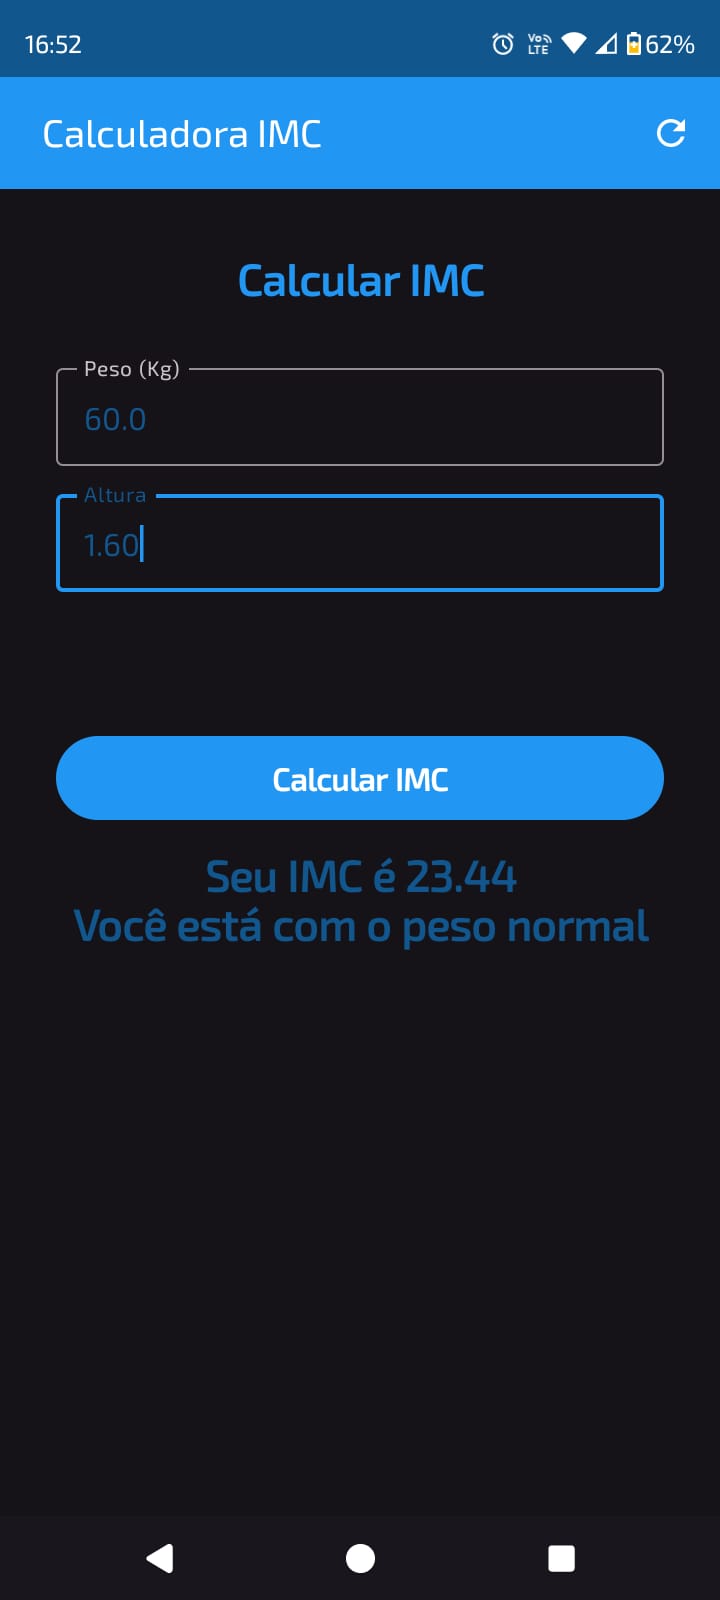 16:52
Vo LTE
62%
Calculadora IMC
Calcular IMC
Peso (Kg)
60.0
Altura
1.60
Calcular IMC
Seu IMC é 23.44
Você está com o peso normal